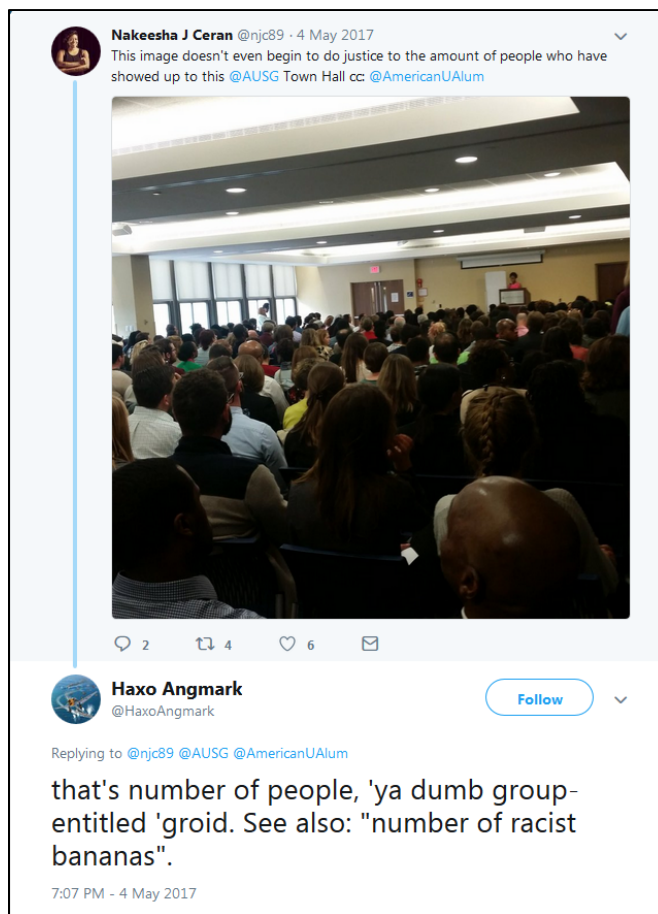 Nakeesha J Ceran @njc89 · 4 May 2017
This image doesn't even begin to do justice to the amount of people who have
showed up to this @AUSG Town Hall cc: @AmericanUAlum
2 4 6
Haxo Angmark
@HaxoAngmark
Follow
Replying to @njc89 @AUSG @AmericanUAlum
that's number of people, 'ya dumb group-
entitled 'groid. See also: "number of racist
bananas".
7:07 PM - 4 May 2017